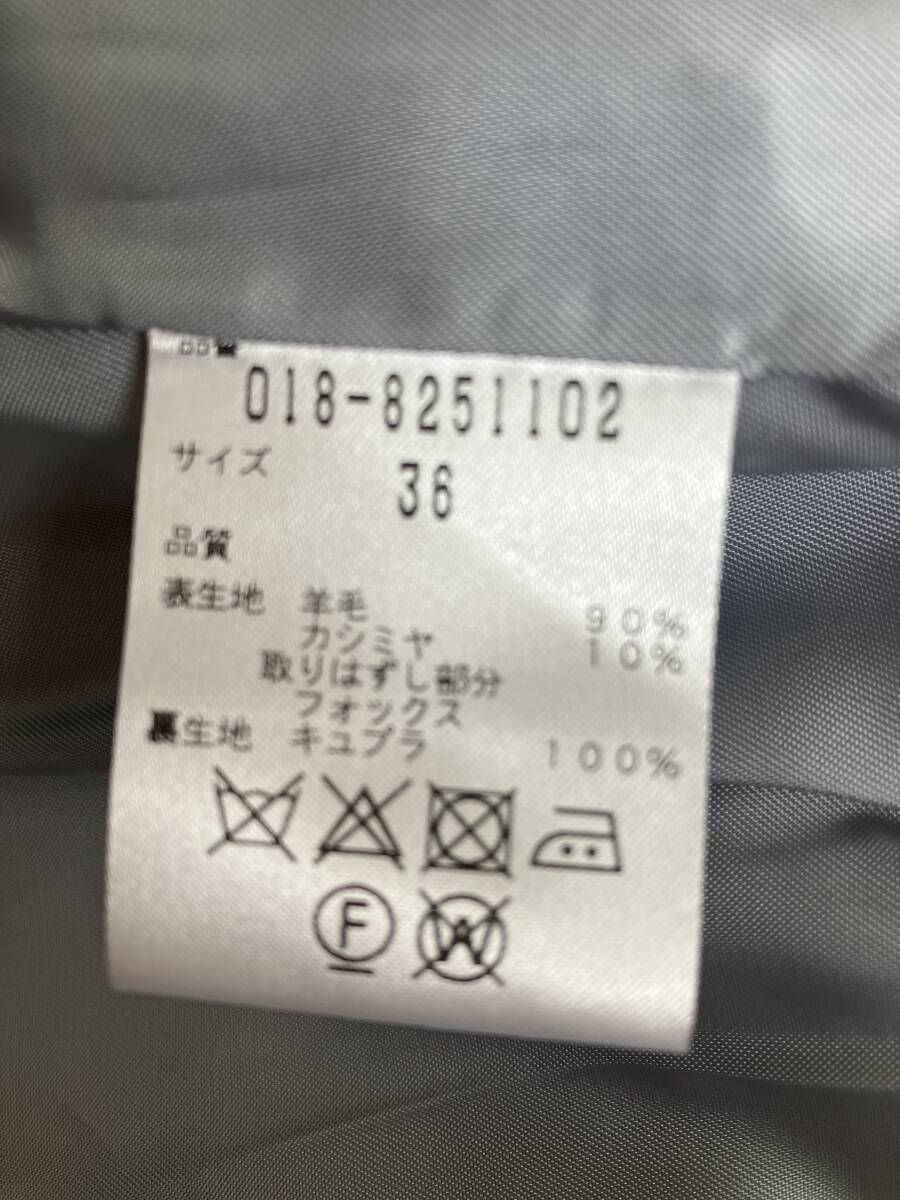 018-8251102
サイズ
36
品質
表生地 羊毛 90%
カシミヤ 10%
取りはずし部分
フォックス
裏生地 キュプラ 100%
F
W